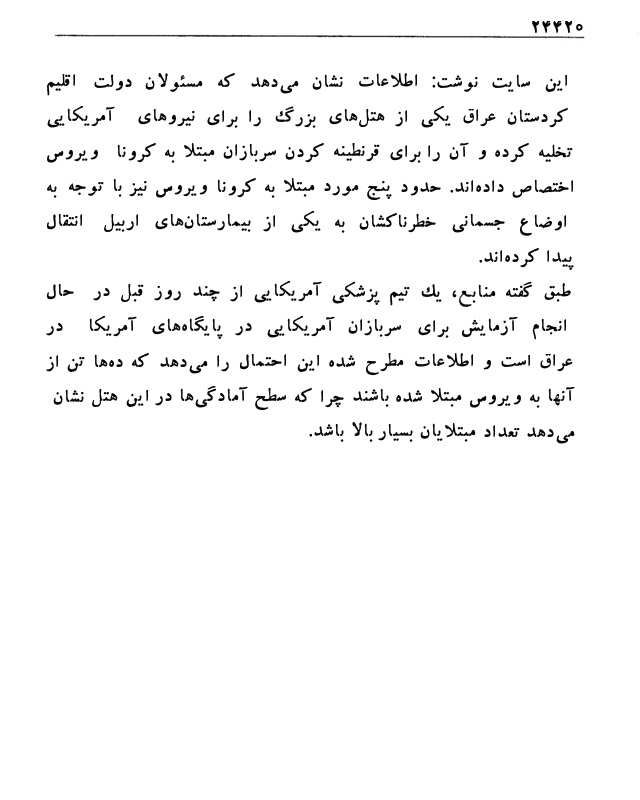 ۲۴۴۲۰
این سایت نوشت: اطلاعات نشان می‌دهد که مسئولان دولت اقلیم
کردستان عراق یکی از هتل‌های بزرگ را برای نیروهای آمریکایی
تخلیه کرده و آن را برای قرنطینه کردن سربازان مبتلا به کرونا ویروس
اختصاص داده‌اند. حدود پنج مورد مبتلا به کرونا ویروس نیز با توجه به
اوضاع جسمانی خطرناکشان به یکی از بیمارستان‌های اربیل انتقال
پیدا کرده‌اند.
طبق گفته منابع، یك تیم پزشکی آمریکایی از چند روز قبل در حال
انجام آزمایش برای سربازان آمریکایی در پایگاه‌های آمریکا در
عراق است و اطلاعات مطرح شده این احتمال را می‌دهد که ده‌ها تن از
آنها به ویروس مبتلا شده باشند چرا که سطح آمادگی‌ها در این هتل نشان
می‌دهد تعداد مبتلایان بسیار بالا باشد.